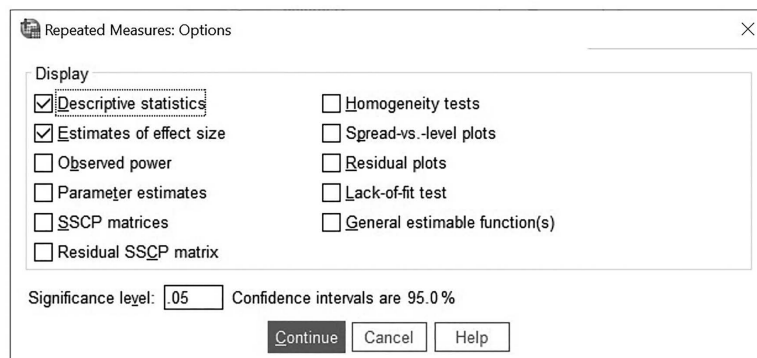 Repeated Measures: Options
Display
Descriptive statistics
Estimates of effect size
Observed power
Parameter estimates
SSCP matrices
Residual SSCP matrix
Homogeneity tests
Spread-vs.-level plots
Residual plots
Lack-of-fit test
General estimable function(s)
Significance level: .05 Confidence intervals are 95.0 %
Continue Cancel Help